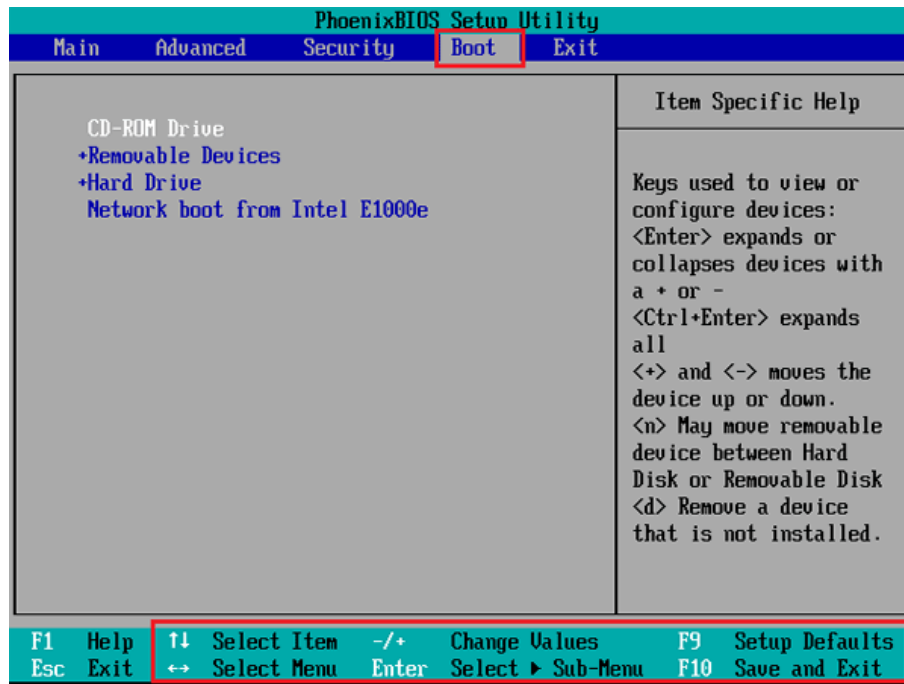 PhoenixBIOS Setup Utility
Main Advanced Security Boot Exit
CD-ROM Drive
+Removable Devices
+Hard Drive
Network boot from Intel E1000e
Item Specific Help
Keys used to view or
configure devices:
<Enter> expands or
collapses devices with
a + or -
<Ctrl+Enter> expands
all
<+> and <-> moves the
device up or down.
<n> May move removable
device between Hard
Disk or Removable Disk
<d> Remove a device
that is not installed.
F1 Help ↑↓ Select Item -/+ Change Values F9 Setup Defaults
Esc Exit ↔ Select Menu Enter Select ▶ Sub-Menu F10 Save and Exit